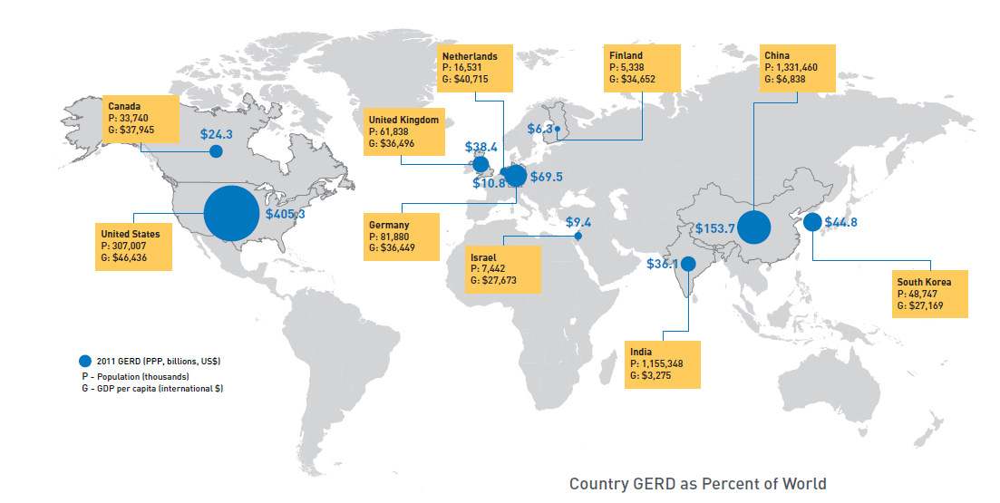 Netherlands
P: 16,531
G: $40,715
Finland
P: 5,338
G: $34,652
China
P: 1,331,460
G: $6,838
Canada
P: 33,740
G: $37,945
$24.3
United Kingdom
P: 61,838
G: $36,496
$38.4
$6.3
$10.8
$69.5
United States
P: 307,007
G: $46,436
$405.3
Germany
P: 81,880
G: $36,449
$9.4
Israel
P: 7,442
G: $27,673
$153.7
$44.8
$36.1
South Korea
P: 48,747
G: $27,169
India
P: 1,155,348
G: $3,275
2011 GERD (PPP, billions, US$)
P - Population (thousands)
G - GDP per capita (international $)
Country GERD as Percent of World